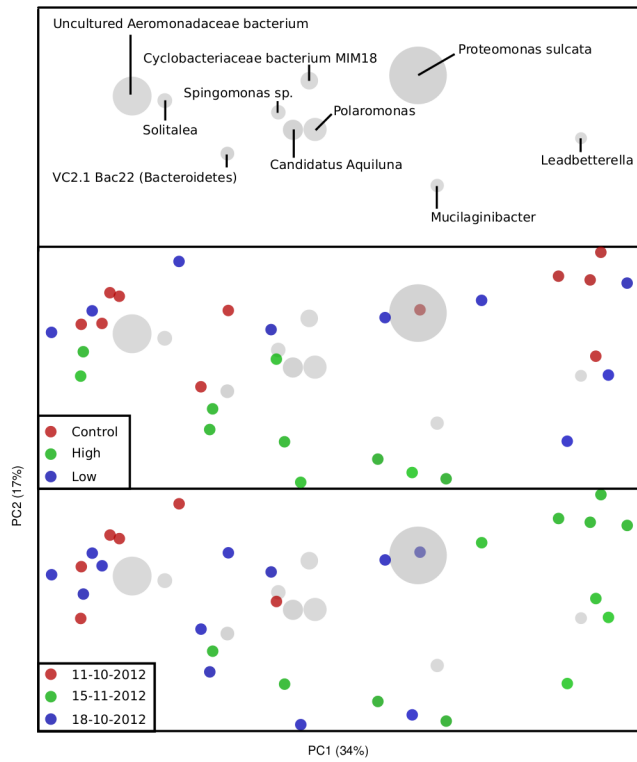 Uncultured Aeromonadaceae bacterium
Proteomonas sulcata
Cyclobacteriaceae bacterium MIM18
Spingomonas sp.
Polaromonas
Solitalea
Leadbetterella
Candidatus Aquiluna
VC2.1 Bac22 (Bacteroidetes)
Mucilaginibacter
Control
High
Low
PC2 (17%)
11-10-2012
15-11-2012
18-10-2012
PC1 (34%)